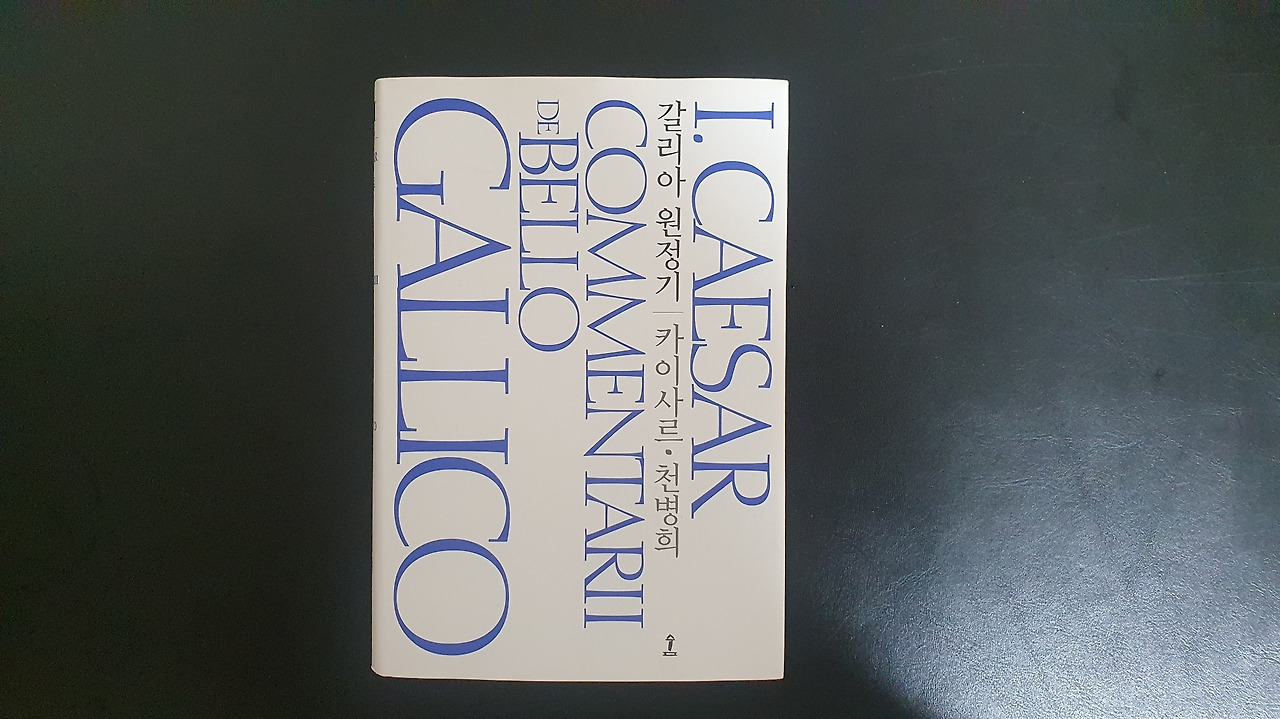 I. CAESAR
갈리아 원정기 | 카이사르 · 천병희
COMMENTARII
DE BELLO
GALLICO